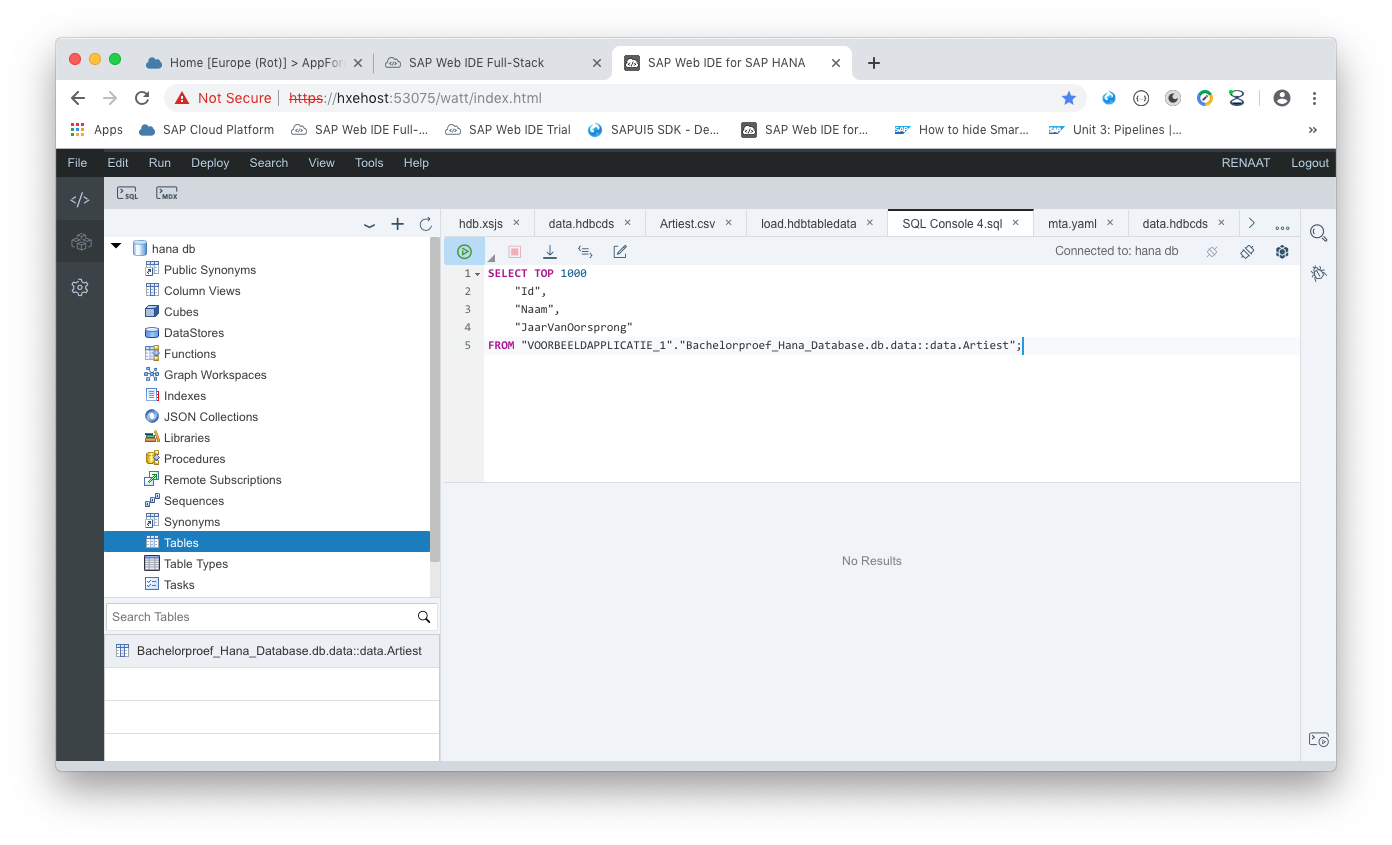 Home [Europe (Rot)] > AppFor
SAP Web IDE Full-Stack
SAP Web IDE for SAP HANA
Not Secure
https://hxehost:53075/watt/index.html
Apps
SAP Cloud Platform
SAP Web IDE Full-...
SAP Web IDE Trial
SAPUI5 SDK - De...
SAP Web IDE for...
How to hide Smar...
Unit 3: Pipelines |...
File Edit Run Deploy Search View Tools Help RENAAT Logout
SQL MDX
hdb.xsjs
data.hdbcds
Artiest.csv
load.hdbtabledata
SQL Console 4.sql
mta.yaml
data.hdbcds
Connected to: hana db
hana db
Public Synonyms
Column Views
Cubes
DataStores
Functions
Graph Workspaces
Indexes
JSON Collections
Libraries
Procedures
Remote Subscriptions
Sequences
Synonyms
Tables
Table Types
Tasks
Search Tables
Bachelorproef_Hana_Database.db.data::data.Artiest
1 SELECT TOP 1000
2 "Id",
3 "Naam",
4 "JaarVanOorsprong"
5 FROM "VOORBEELDAPPLICATIE_1"."Bachelorproef_Hana_Database.db.data::data.Artiest";
No Results